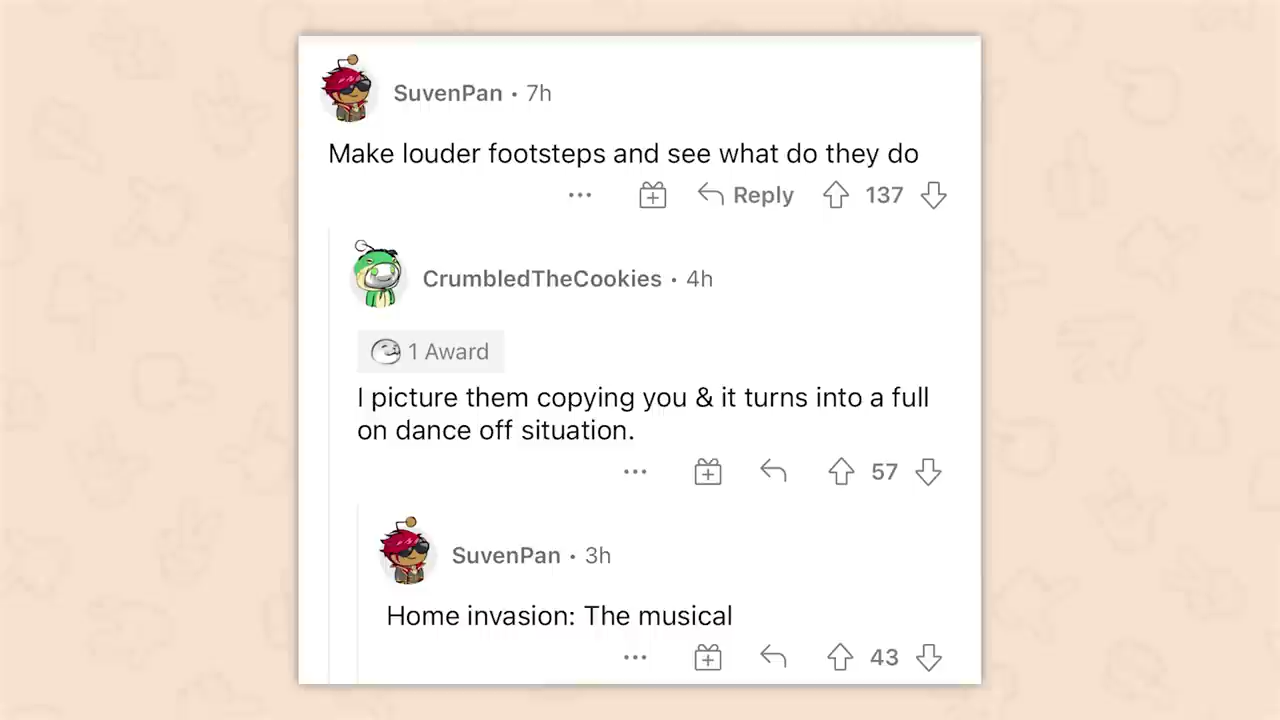 SuvenPan · 7h
Make louder footsteps and see what do they do
··· Reply 137
CrumbledTheCookies · 4h
1 Award
I picture them copying you & it turns into a full
on dance off situation.
··· 57
SuvenPan · 3h
Home invasion: The musical
··· 43